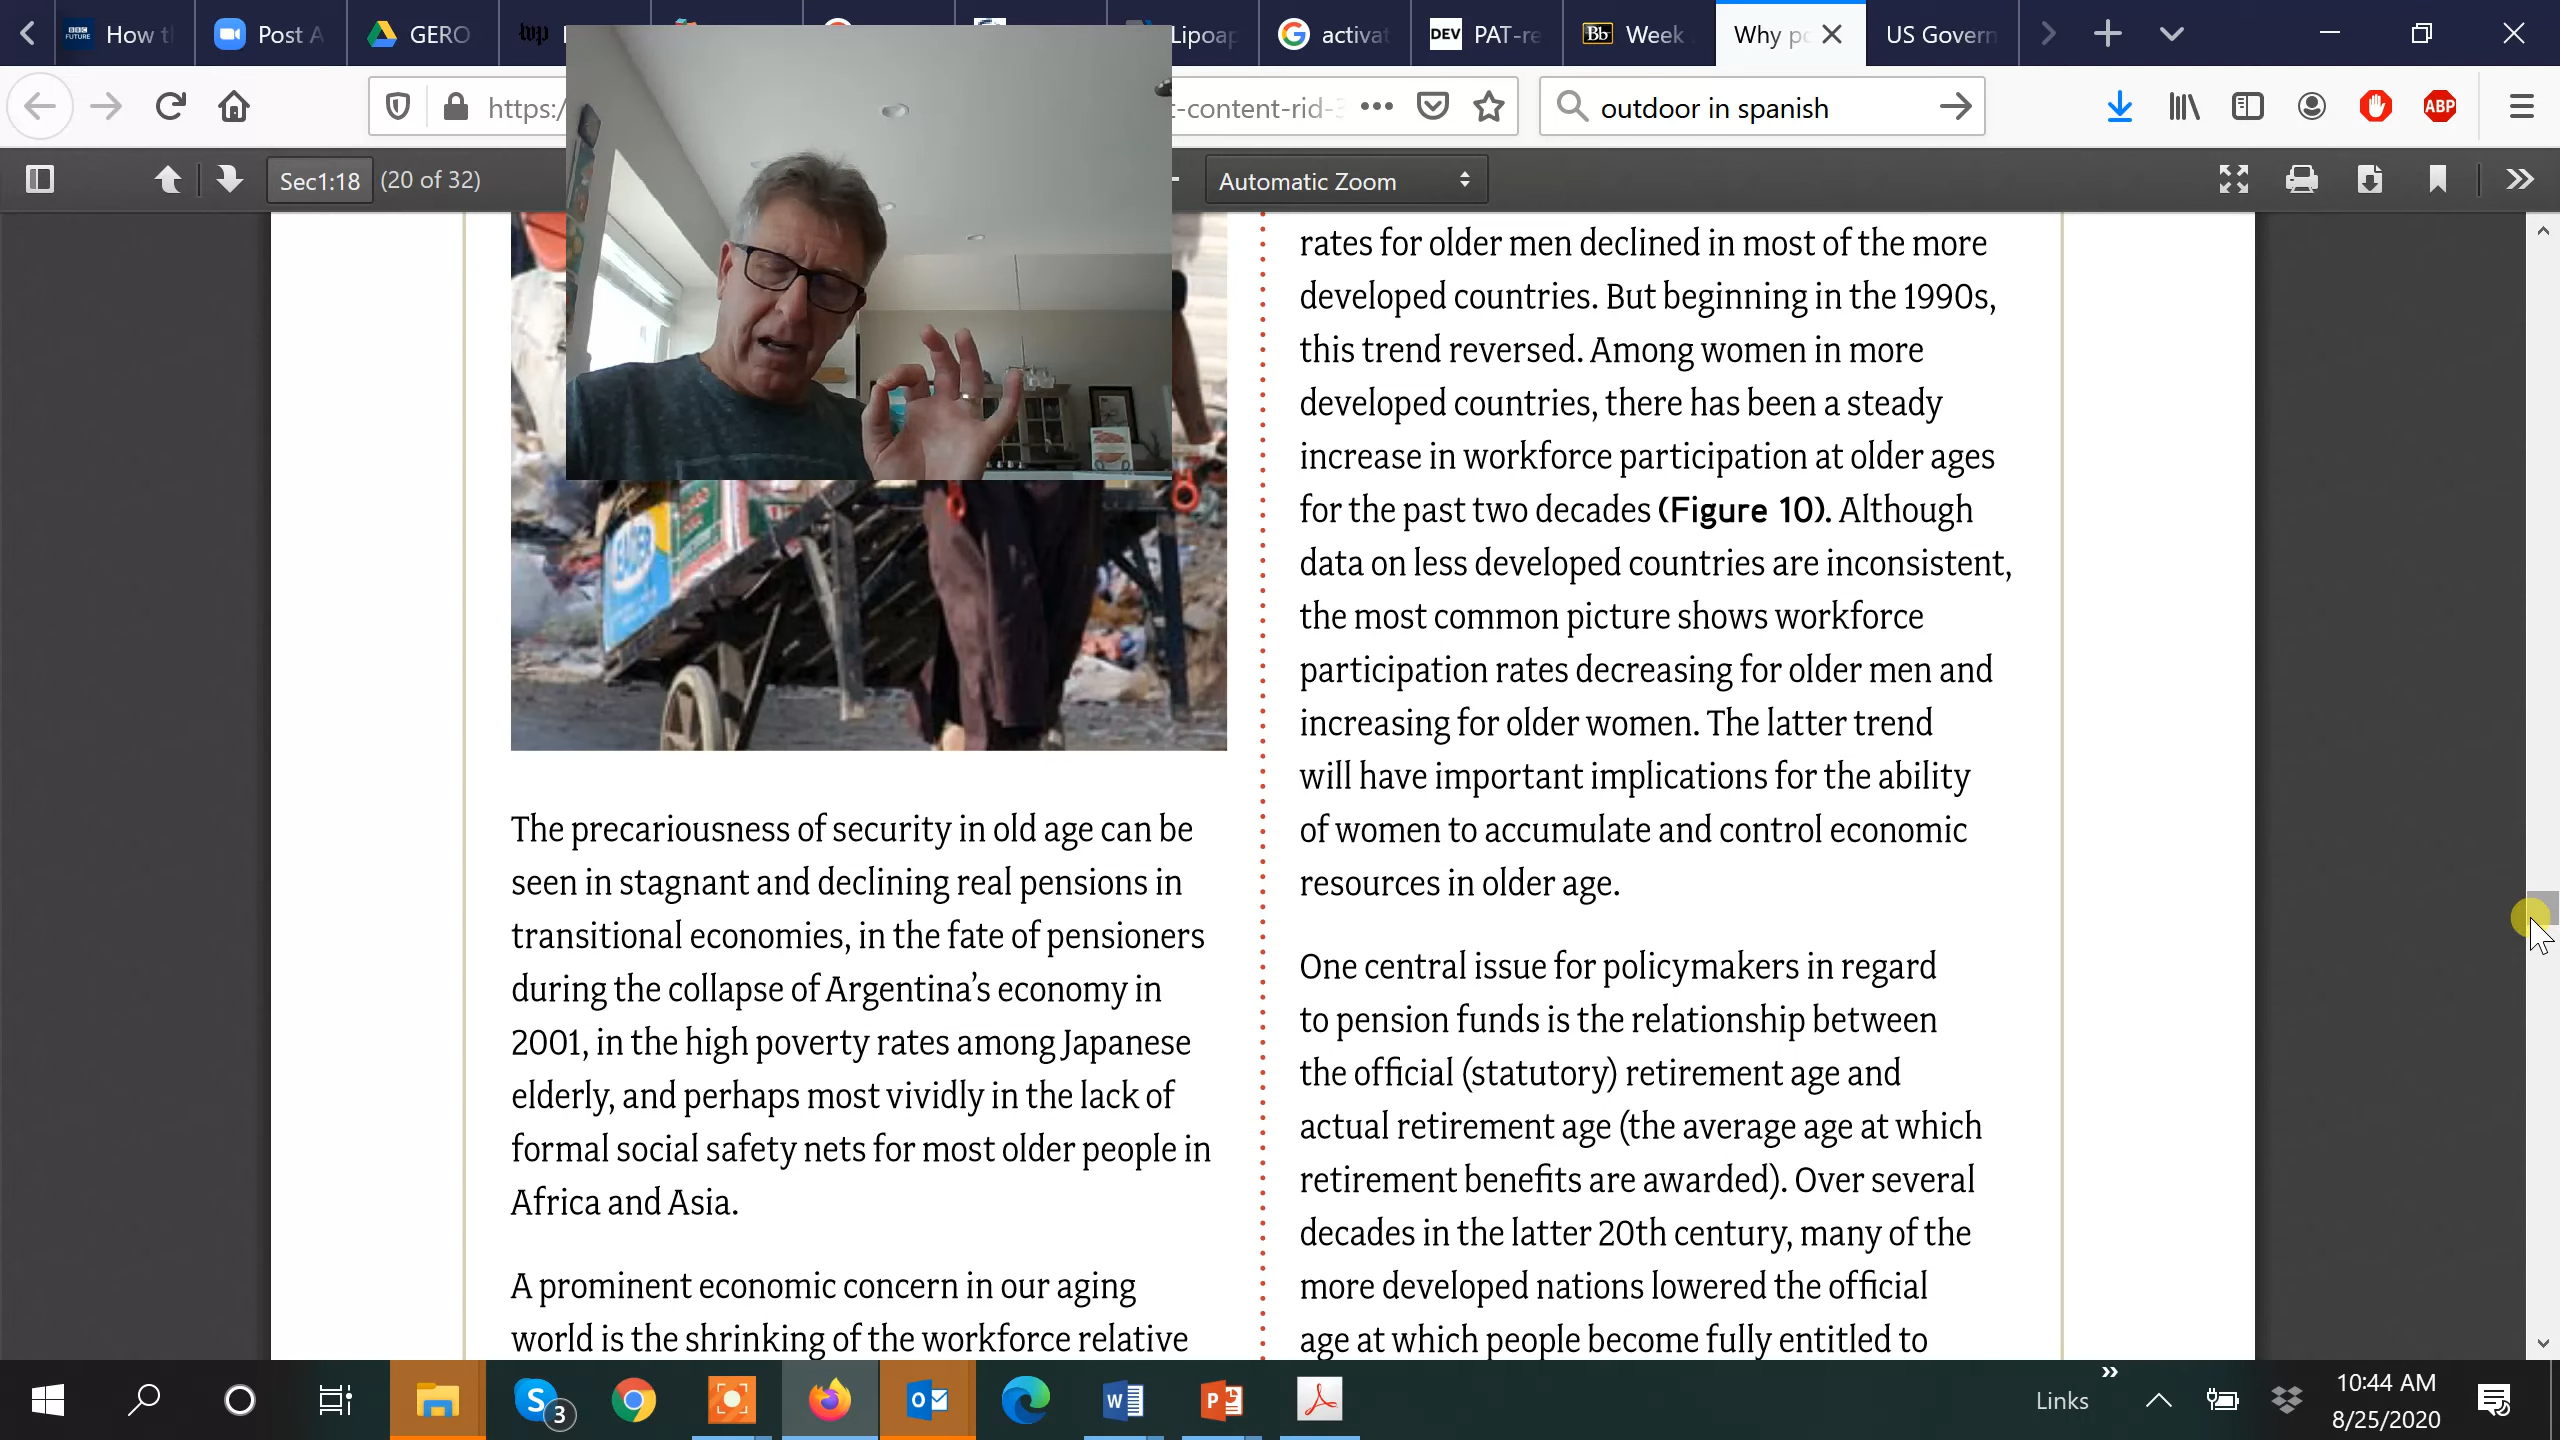 How t
Post A
GERO
Lipoap
activat
DEV
PAT-re
Bb
Week
Why po
US Govern
https:/
t-content-rid-3
outdoor in spanish
ABP
Sec1:18
(20 of 32)
Automatic Zoom
The precariousness of security in old age can be
seen in stagnant and declining real pensions in
transitional economies, in the fate of pensioners
during the collapse of Argentina’s economy in
2001, in the high poverty rates among Japanese
elderly, and perhaps most vividly in the lack of
formal social safety nets for most older people in
Africa and Asia.
A prominent economic concern in our aging
world is the shrinking of the workforce relative
rates for older men declined in most of the more
developed countries. But beginning in the 1990s,
this trend reversed. Among women in more
developed countries, there has been a steady
increase in workforce participation at older ages
for the past two decades (Figure 10). Although
data on less developed countries are inconsistent,
the most common picture shows workforce
participation rates decreasing for older men and
increasing for older women. The latter trend
will have important implications for the ability
of women to accumulate and control economic
resources in older age.
One central issue for policymakers in regard
to pension funds is the relationship between
the official (statutory) retirement age and
actual retirement age (the average age at which
retirement benefits are awarded). Over several
decades in the latter 20th century, many of the
more developed nations lowered the official
age at which people become fully entitled to
3
Links
10:44 AM
8/25/2020